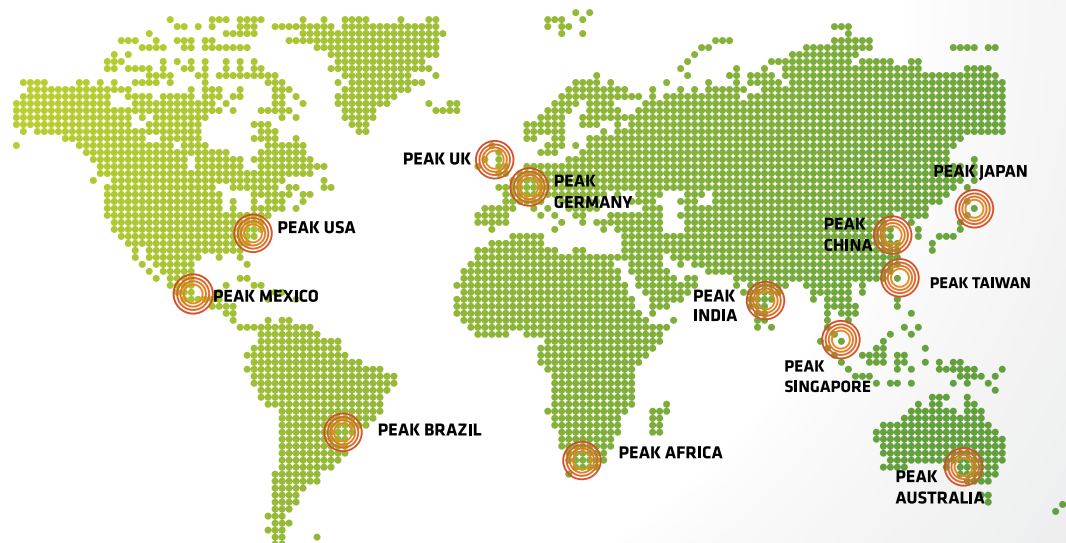 PEAK UK
PEAK
GERMANY
PEAK JAPAN
PEAK USA
PEAK
CHINA
PEAK MEXICO
PEAK
INDIA
PEAK TAIWAN
PEAK
SINGAPORE
PEAK BRAZIL
PEAK AFRICA
PEAK
AUSTRALIA